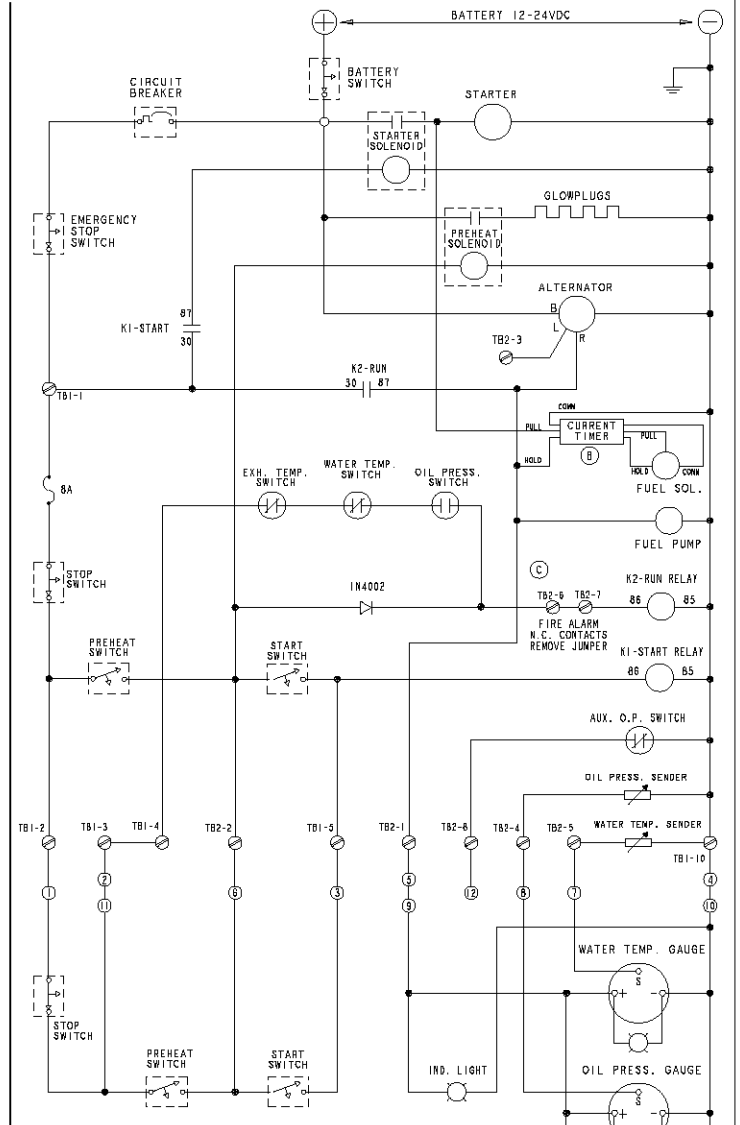 BATTERY 12-24VDC
+
-
BATTERY
SWITCH
CIRCUIT
BREAKER
STARTER
STARTER
SOLENOID
GLOWPLUGS
EMERGENCY
STOP
SWITCH
PREHEAT
SOLENOID
ALTERNATOR
B
L
R
87
K1-START
30
TB2-3
K2-RUN
30 87
TB1-1
COMN
PULL
CURRENT
TIMER
PULL
B
HOLD
HOLD
COMN
FUEL SOL.
EXH. TEMP.
SWITCH
WATER TEMP.
SWITCH
OIL PRESS.
SWITCH
8A
FUEL PUMP
STOP
SWITCH
1N4002
C
TB2-6 TB2-7
K2-RUN RELAY
86 85
FIRE ALARM
N.C. CONTACTS
REMOVE JUMPER
PREHEAT
SWITCH
START
SWITCH
K1-START RELAY
86 85
AUX. O.P. SWITCH
OIL PRESS. SENDER
TB1-2 TB1-3 TB1-4 TB2-2 TB1-5 TB2-1 TB2-8 TB2-4 TB2-5 WATER TEMP. SENDER
TB1-10
1 2 6 3 5 12 8 7 4
11 9 10
WATER TEMP. GAUGE
S
+ -
STOP
SWITCH
PREHEAT
SWITCH
START
SWITCH
IND. LIGHT
OIL PRESS. GAUGE
S
+ -